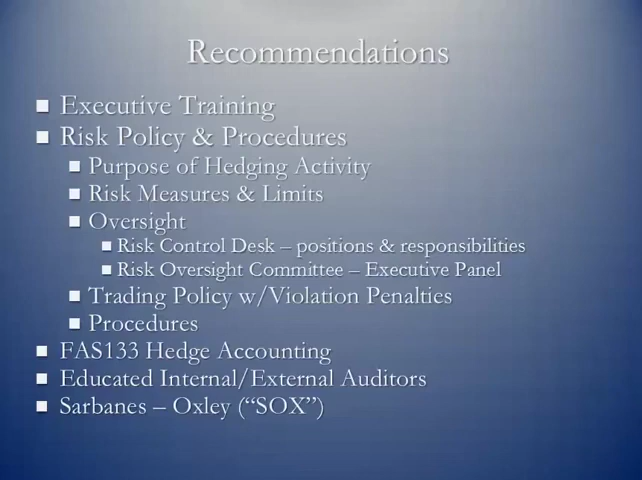 Recommendations
Executive Training
Risk Policy & Procedures
Purpose of Hedging Activity
Risk Measures & Limits
Oversight
Risk Control Desk – positions & responsibilities
Risk Oversight Committee – Executive Panel
Trading Policy w/Violation Penalties
Procedures
FAS133 Hedge Accounting
Educated Internal/External Auditors
Sarbanes – Oxley (“SOX”)